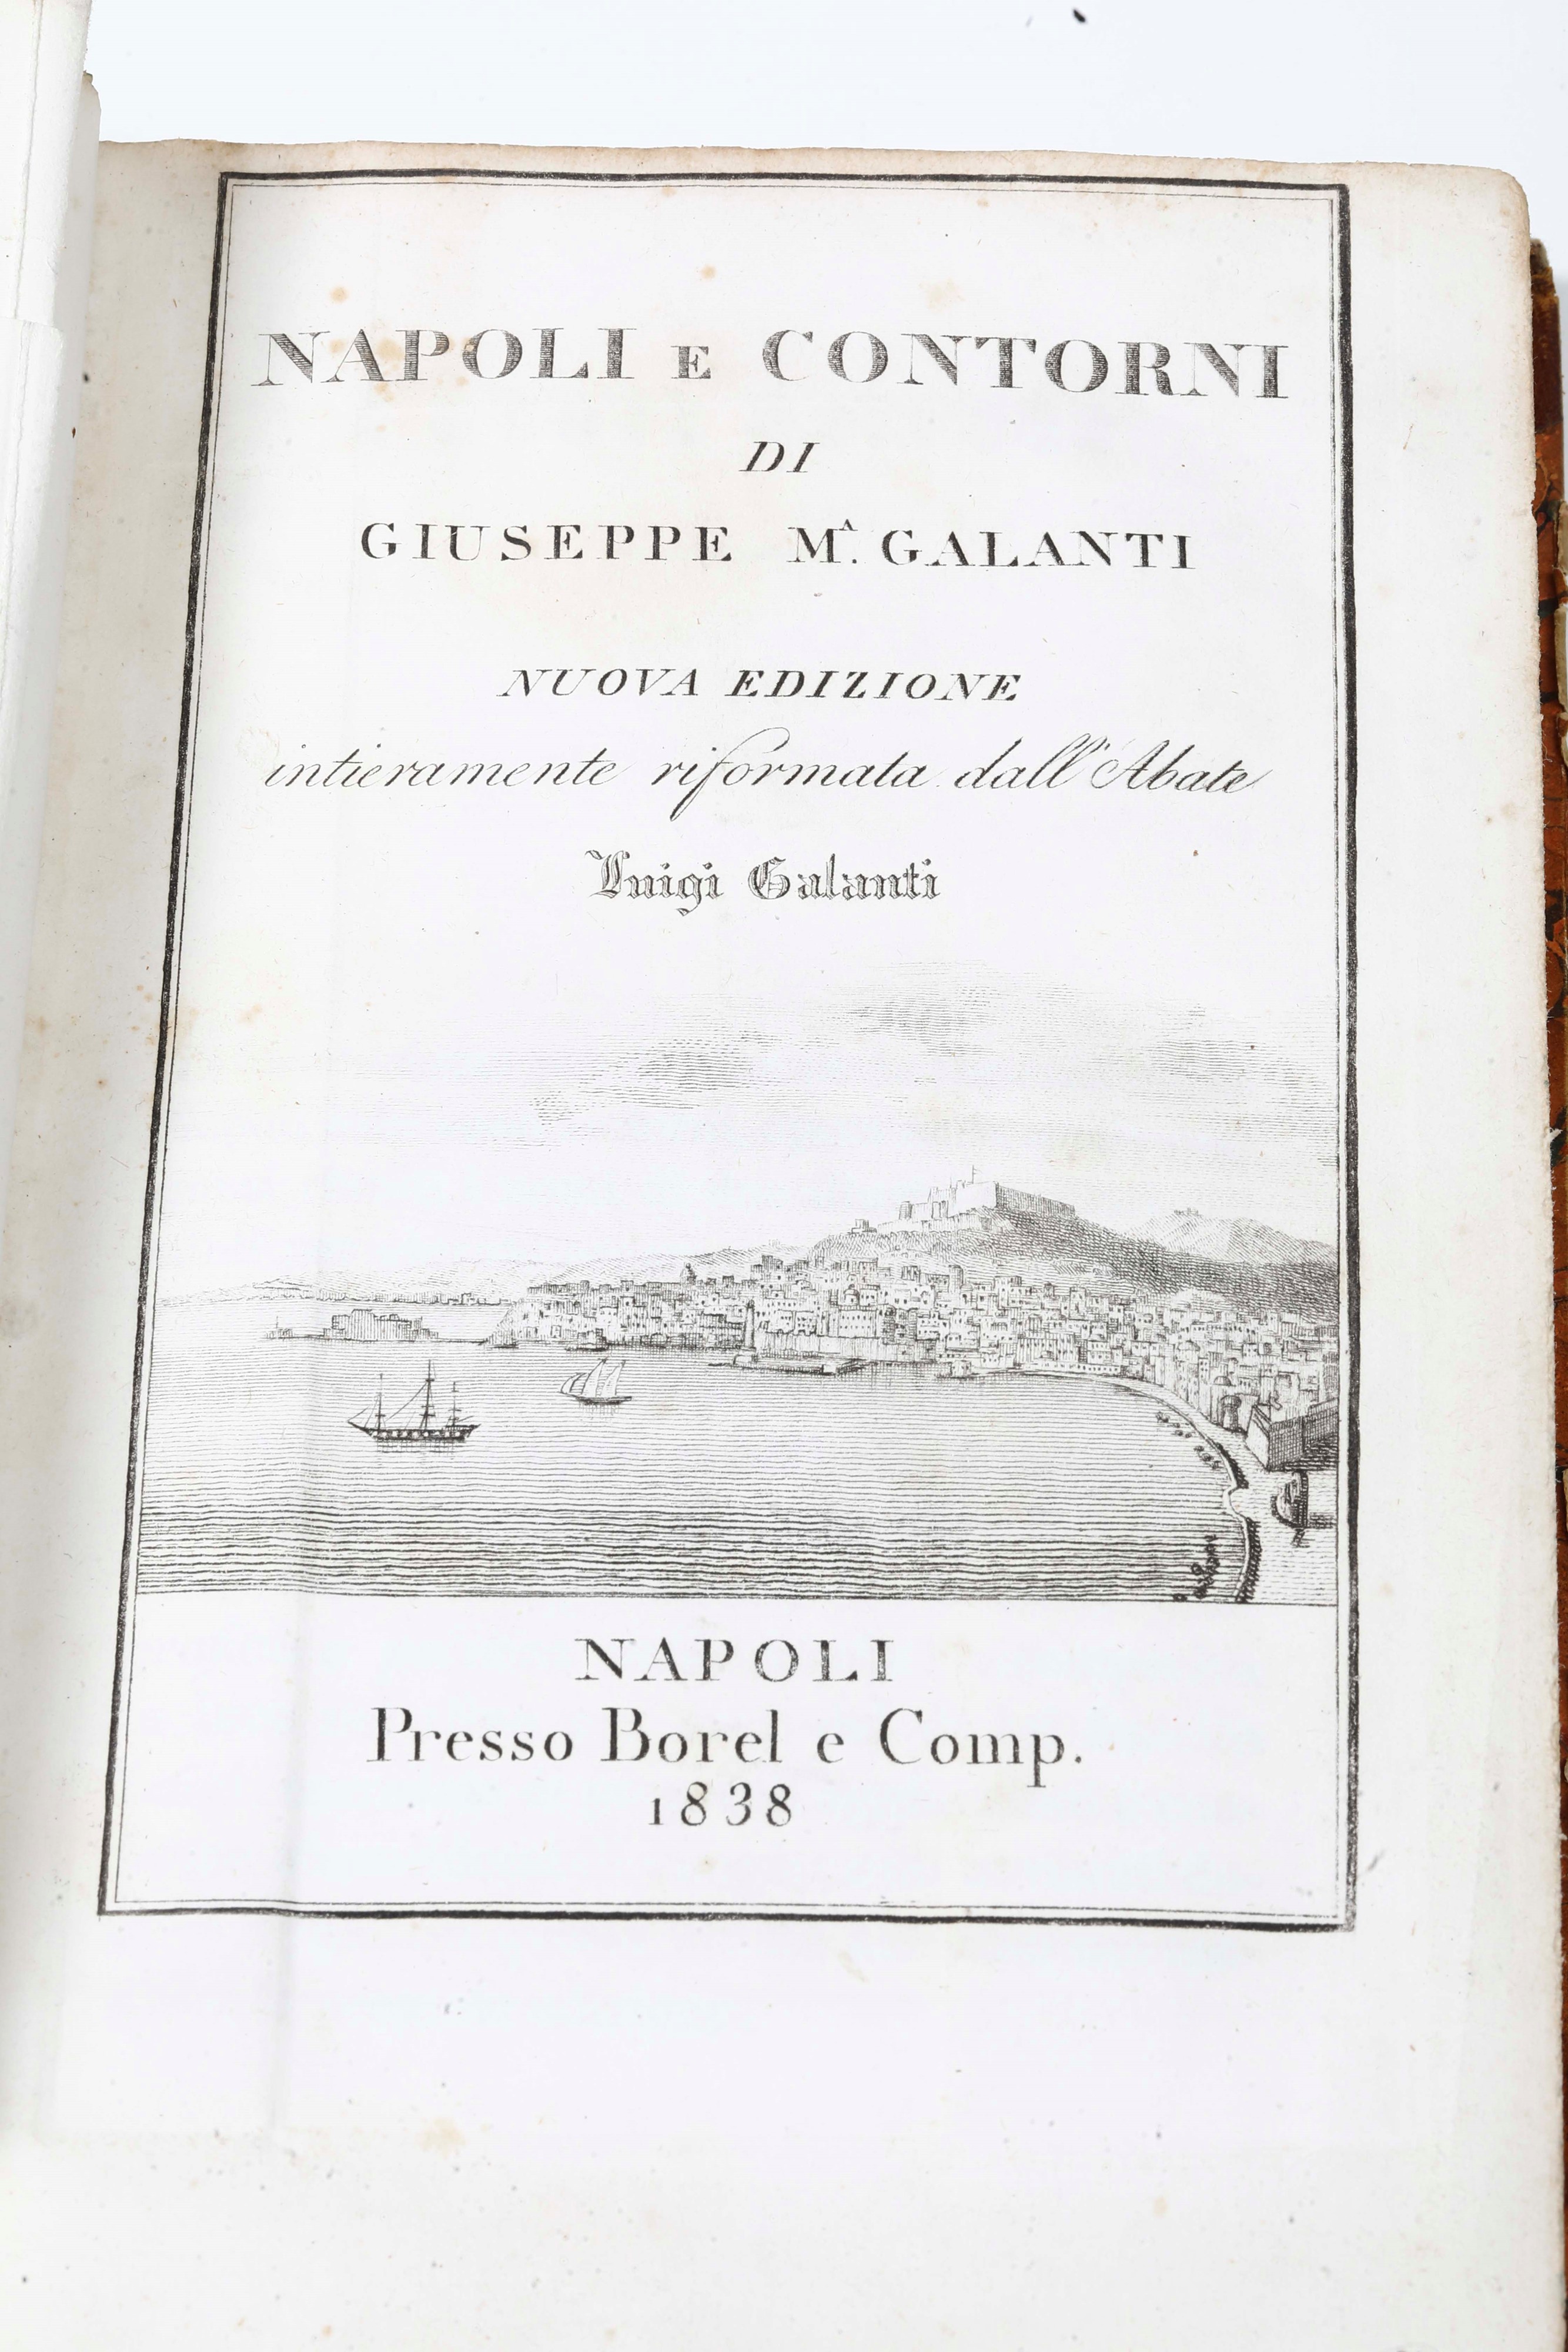 NAPOLI E CONTORNI
DI
GIUSEPPE M.ᴬ GALANTI
NUOVA EDIZIONE
intieramente riformata dall'Abate
Luigi Galanti
NAPOLI
Presso Borel e Comp.
1838